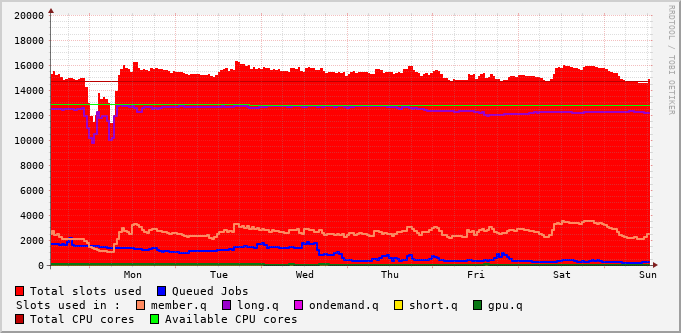 20000
18000
16000
14000
12000
10000
8000
6000
4000
2000
0
Mon Tue Wed Thu Fri Sat Sun
RRDTOOL / TOBI OETIKER
Total slots used Queued Jobs
Slots used in : member.q long.q ondemand.q short.q gpu.q
Total CPU cores Available CPU cores